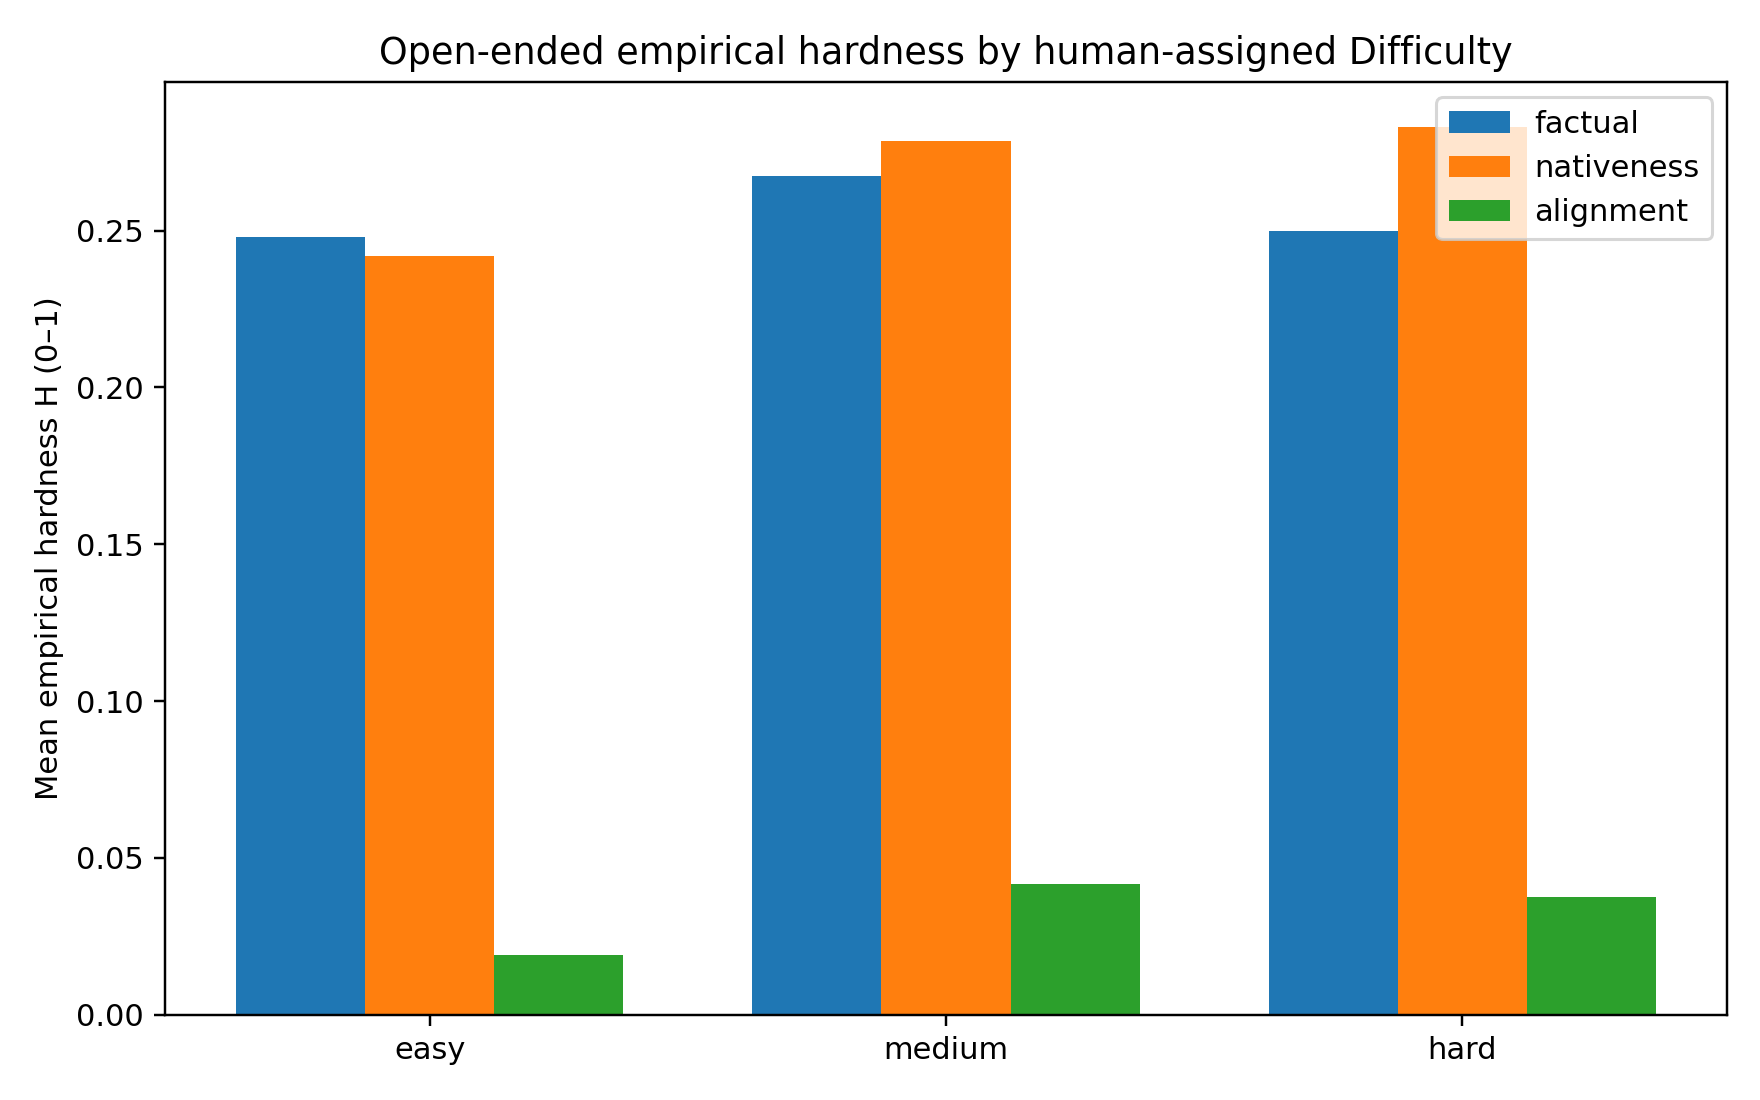 Open-ended empirical hardness by human-assigned Difficulty
factual
nativeness
alignment
Mean empirical hardness H (0–1)
0.25
0.20
0.15
0.10
0.05
0.00
easy medium hard